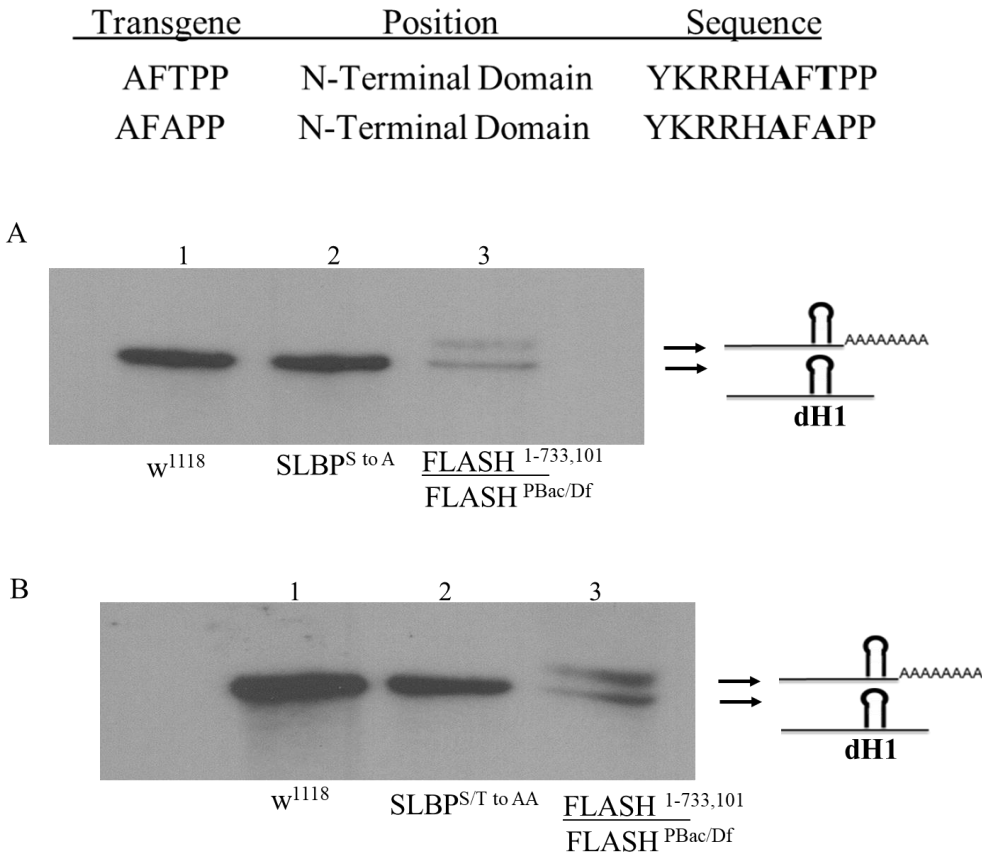 Transgene Position Sequence
AFTPP N-Terminal Domain YKRRHAFTPP
AFAPP N-Terminal Domain YKRRHAFAPP
A
1 2 3
AAAAAAAA
dH1
w1118 SLBPS to A FLASH 1-733,101
FLASH PBac/Df
B
1 2 3
AAAAAAAA
dH1
w1118 SLBPS/T to AA FLASH 1-733,101
FLASH PBac/Df